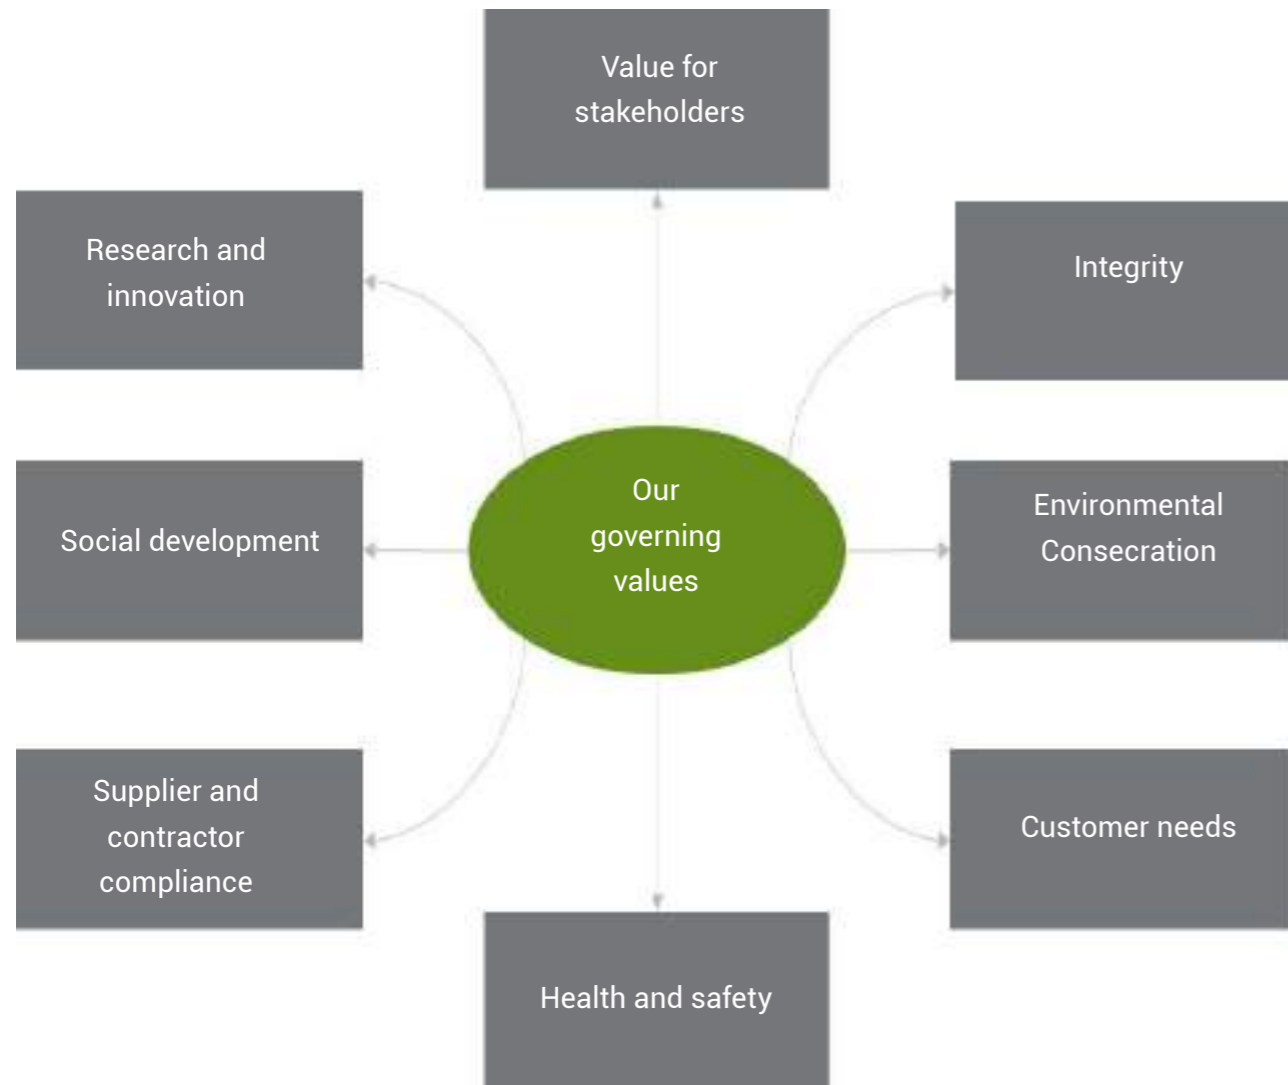 Value for
stakeholders
Research and
innovation
Integrity
Our
governing
values
Social development
Environmental
Consecration
Supplier and
contractor
compliance
Customer needs
Health and safety